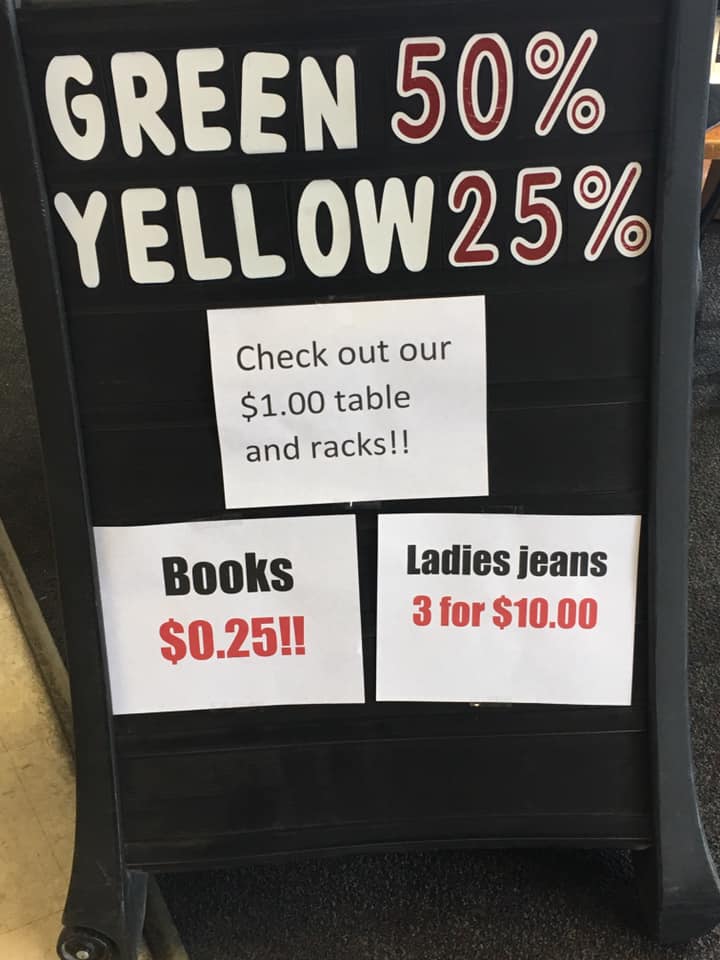 GREEN 50%
YELLOW 25%
Check out our
$1.00 table
and racks!!
Books
$0.25!!
Ladies jeans
3 for $10.00